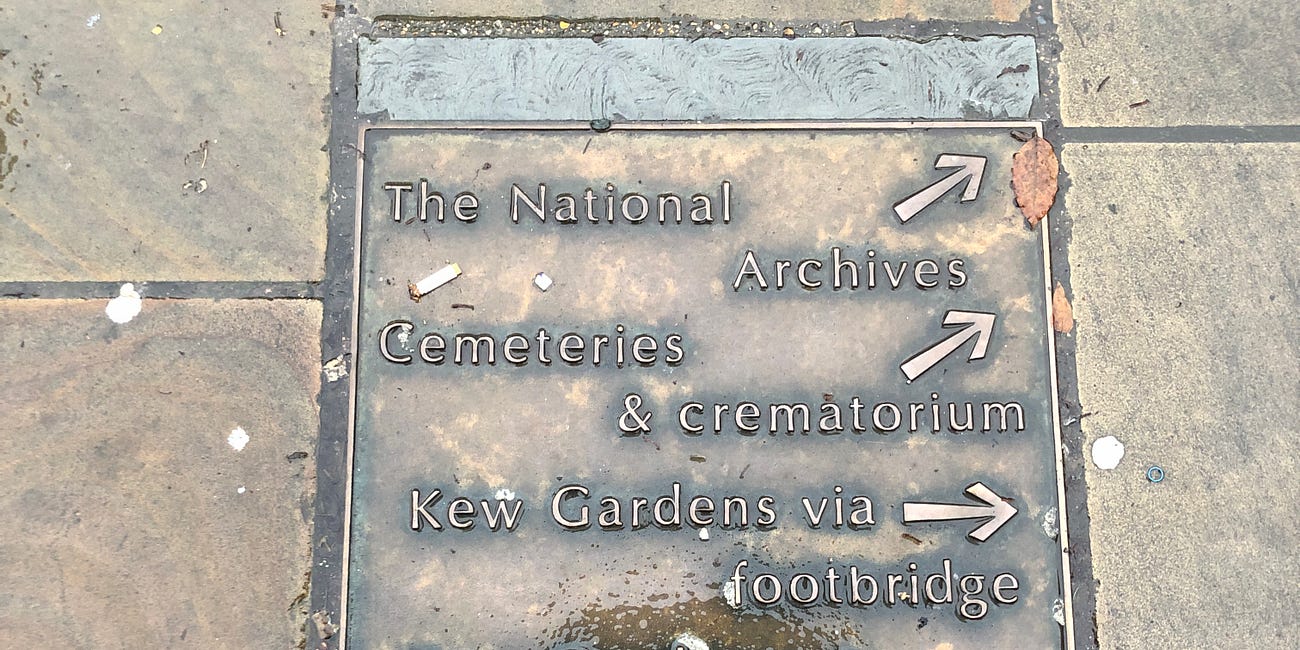 The National
Archives
Cemeteries
& crematorium
Kew Gardens via
footbridge